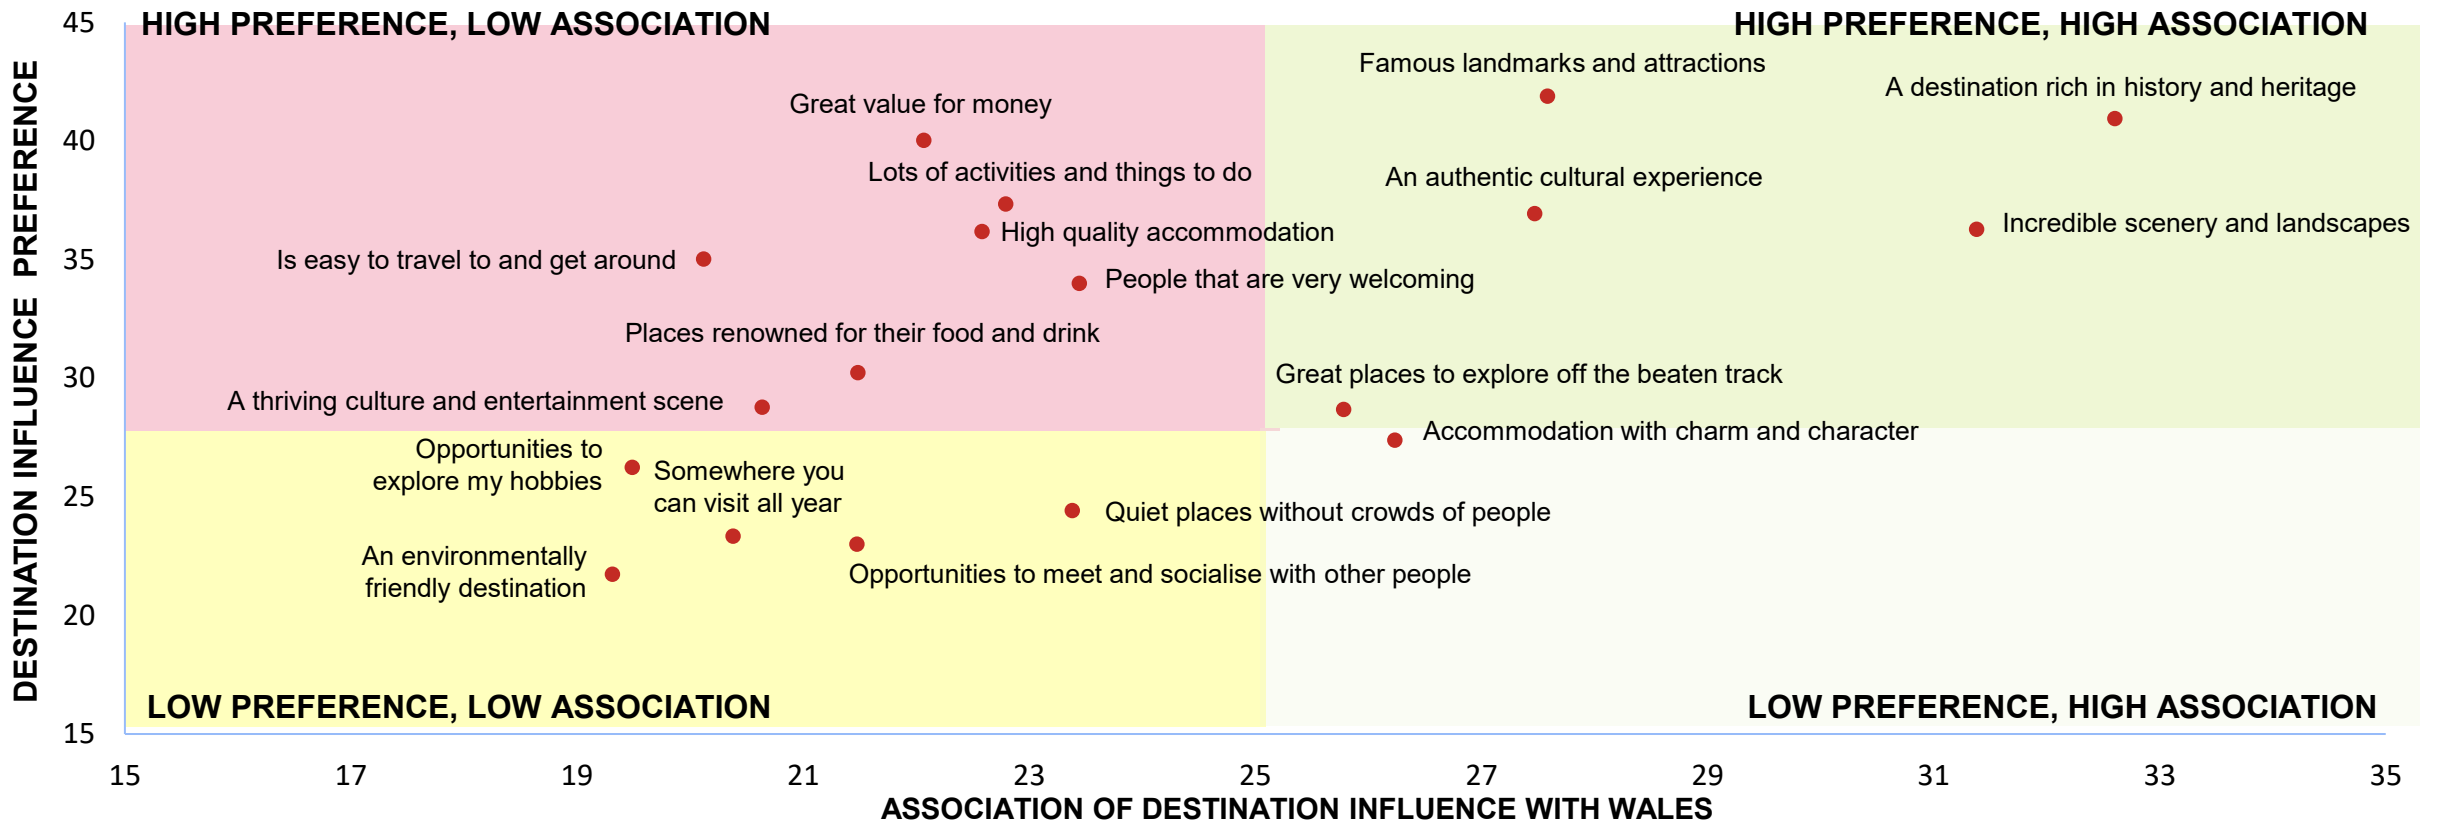 45
HIGH PREFERENCE, LOW ASSOCIATION
HIGH PREFERENCE, HIGH ASSOCIATION
Famous landmarks and attractions
A destination rich in history and heritage
Great value for money
40
Lots of activities and things to do
An authentic cultural experience
High quality accommodation
Incredible scenery and landscapes
35
Is easy to travel to and get around
People that are very welcoming
Places renowned for their food and drink
30
Great places to explore off the beaten track
A thriving culture and entertainment scene
Accommodation with charm and character
Opportunities to
explore my hobbies
Somewhere you
can visit all year
25
Quiet places without crowds of people
An environmentally
friendly destination
Opportunities to meet and socialise with other people
20
LOW PREFERENCE, LOW ASSOCIATION
LOW PREFERENCE, HIGH ASSOCIATION
15
DESTINATION INFLUENCE PREFERENCE
15 17 19 21 23 25 27 29 31 33 35
ASSOCIATION OF DESTINATION INFLUENCE WITH WALES